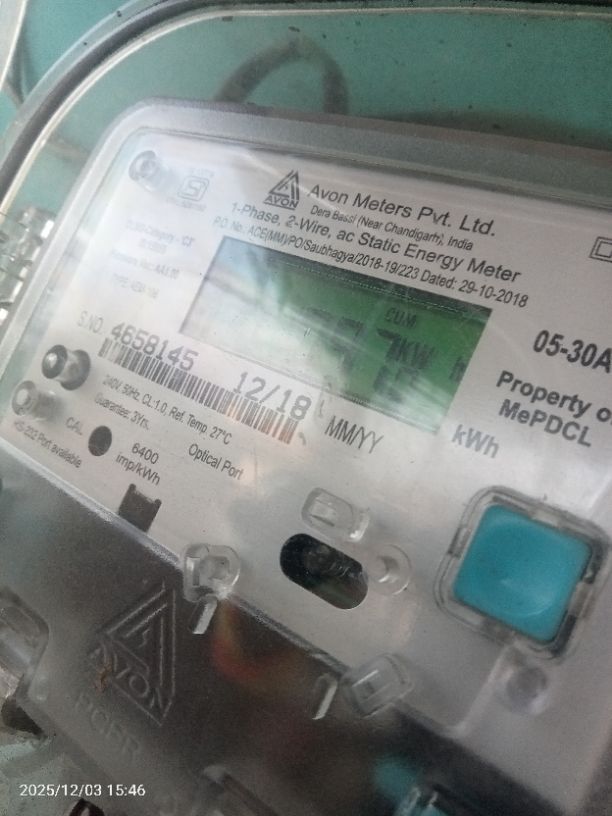 AVON
Avon Meters Pvt. Ltd.
Dera Bassi (Near Chandigarh), India
1-Phase, 2-Wire, ac Static Energy Meter
P.O. No. ACE(MM)/PO/Saubhagya/2018-19/223 Dated: 29-10-2018
CUM
KW
05-30A
Property of
MePDCL
kWh
S.NO. 4658145 12/18
MM/YY
240V, 50Hz, CL:1.0, Ref. Temp. 27°C
Guarantee: 3Yrs.
Optical Port
CAL
6400
imp/kWh
RS-232 Port available
AVON
2025/12/03 15:46